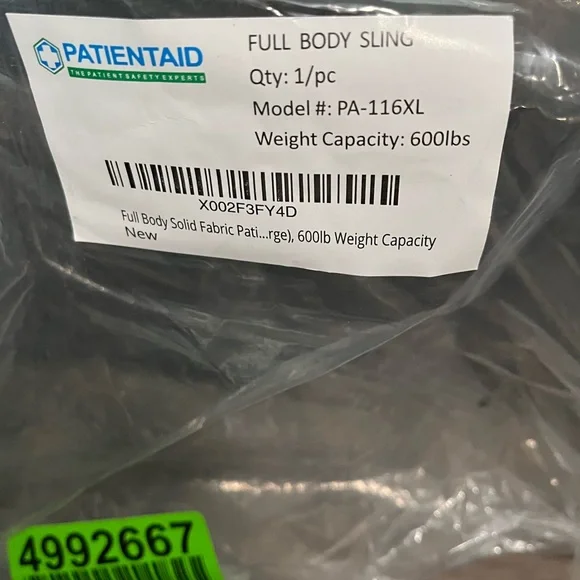 PATIENTAID
THE PATIENT SAFETY EXPERTS
FULL BODY SLING
Qty: 1/pc
Model #: PA-116XL
Weight Capacity: 600lbs
X002F3FY4D
Full Body Solid Fabric Pati...rge), 600lb Weight Capacity
New
4992667